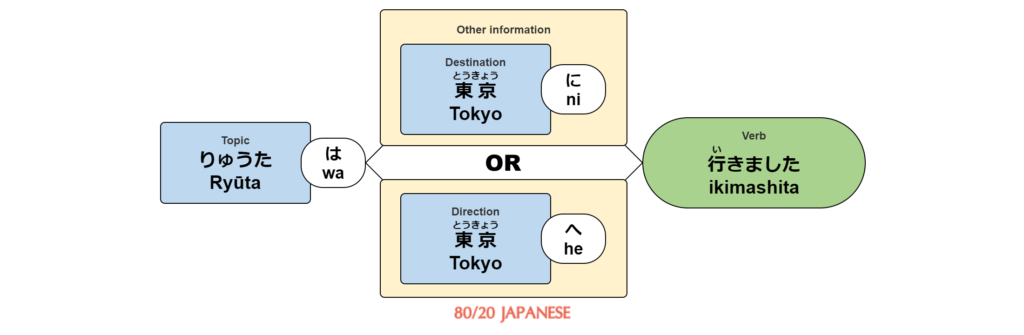 Topic
りゅうた
Ryūta
は
wa
Other information
Destination
とうきょう
東京
Tokyo
に
ni
OR
Direction
とうきょう
東京
Tokyo
へ
he
Verb
い
行きました
ikimashita
80/20 JAPANESE